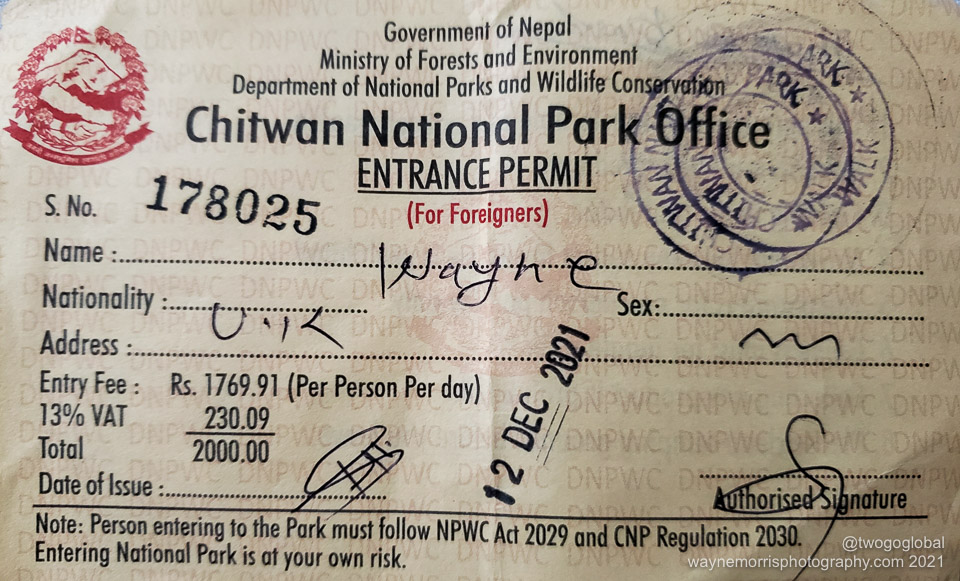 Government of Nepal
Ministry of Forests and Environment
Department of National Parks and Wildlife Conservation
Chitwan National Park Office
ENTRANCE PERMIT
(For Foreigners)
S. No. 178025
Name : Wayne
Nationality : U.K
Sex: M
Address :
Entry Fee : Rs. 1769.91 (Per Person Per day)
13% VAT 230.09
Total 2000.00
12 DEC 2021
Date of Issue :
Authorised Signature
Note: Person entering to the Park must follow NPWC Act 2029 and CNP Regulation 2030.
Entering National Park is at your own risk.
@twogoglobal
waynemorrisphotography.com 2021